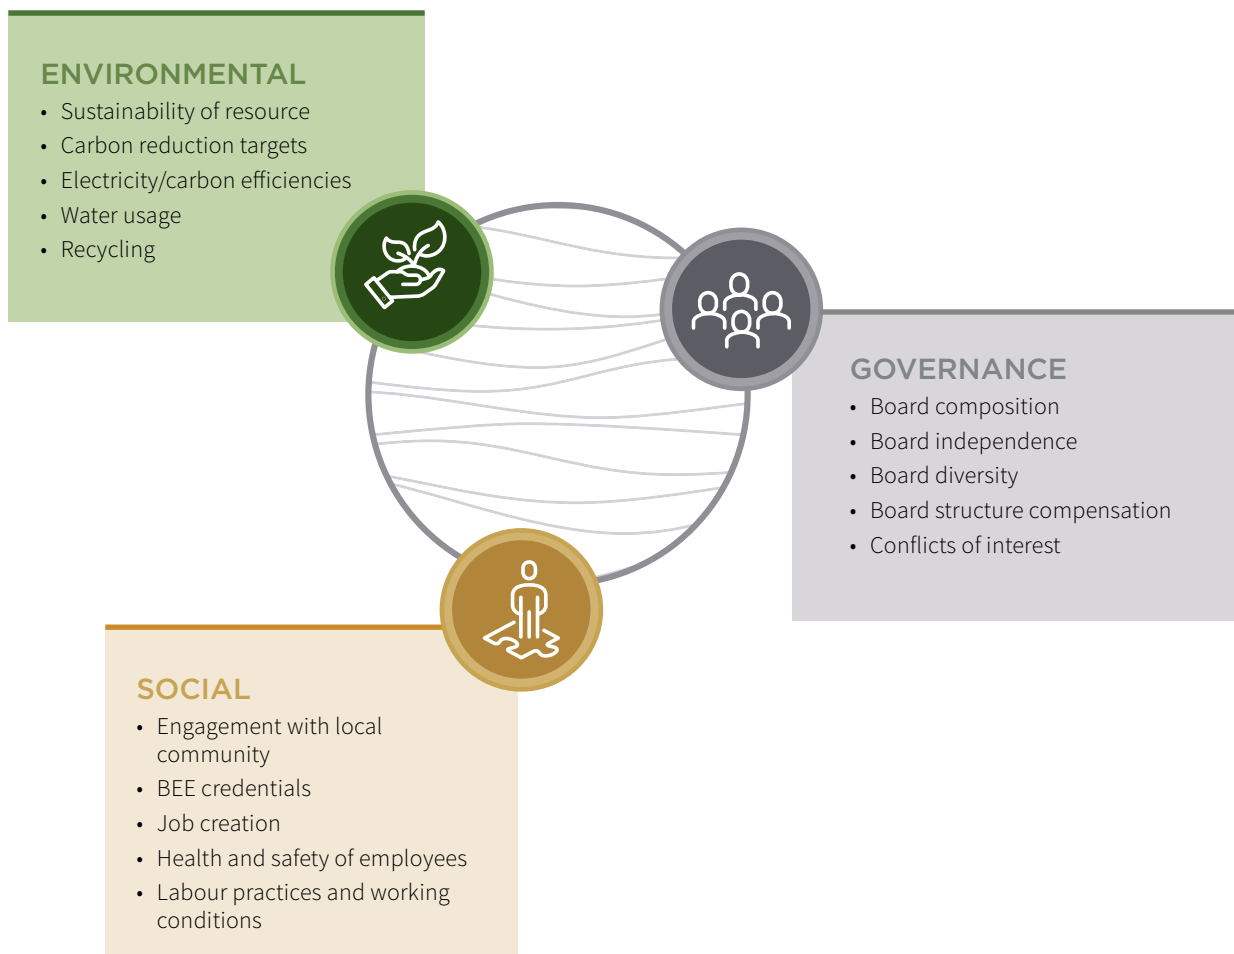 ENVIRONMENTAL
• Sustainability of resource
• Carbon reduction targets
• Electricity/carbon efficiencies
• Water usage
• Recycling
GOVERNANCE
• Board composition
• Board independence
• Board diversity
• Board structure compensation
• Conflicts of interest
SOCIAL
• Engagement with local
community
• BEE credentials
• Job creation
• Health and safety of employees
• Labour practices and working
conditions